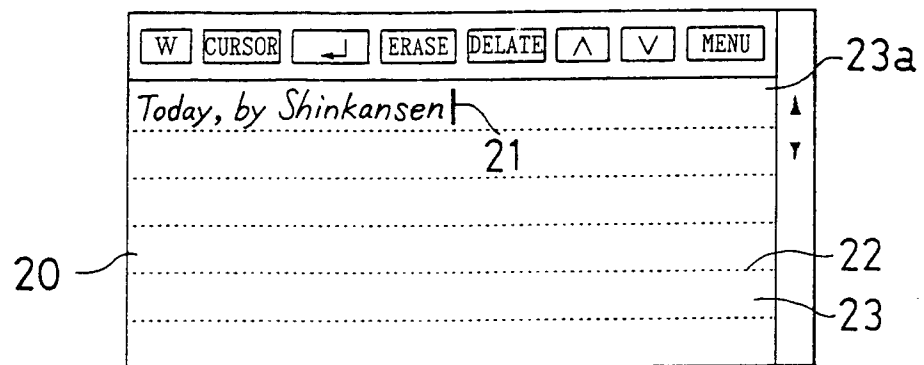 W CURSOR ↵ ERASE DELATE ∧ ∨ MENU
23a
Today, by Shinkansen
21
20
22
23